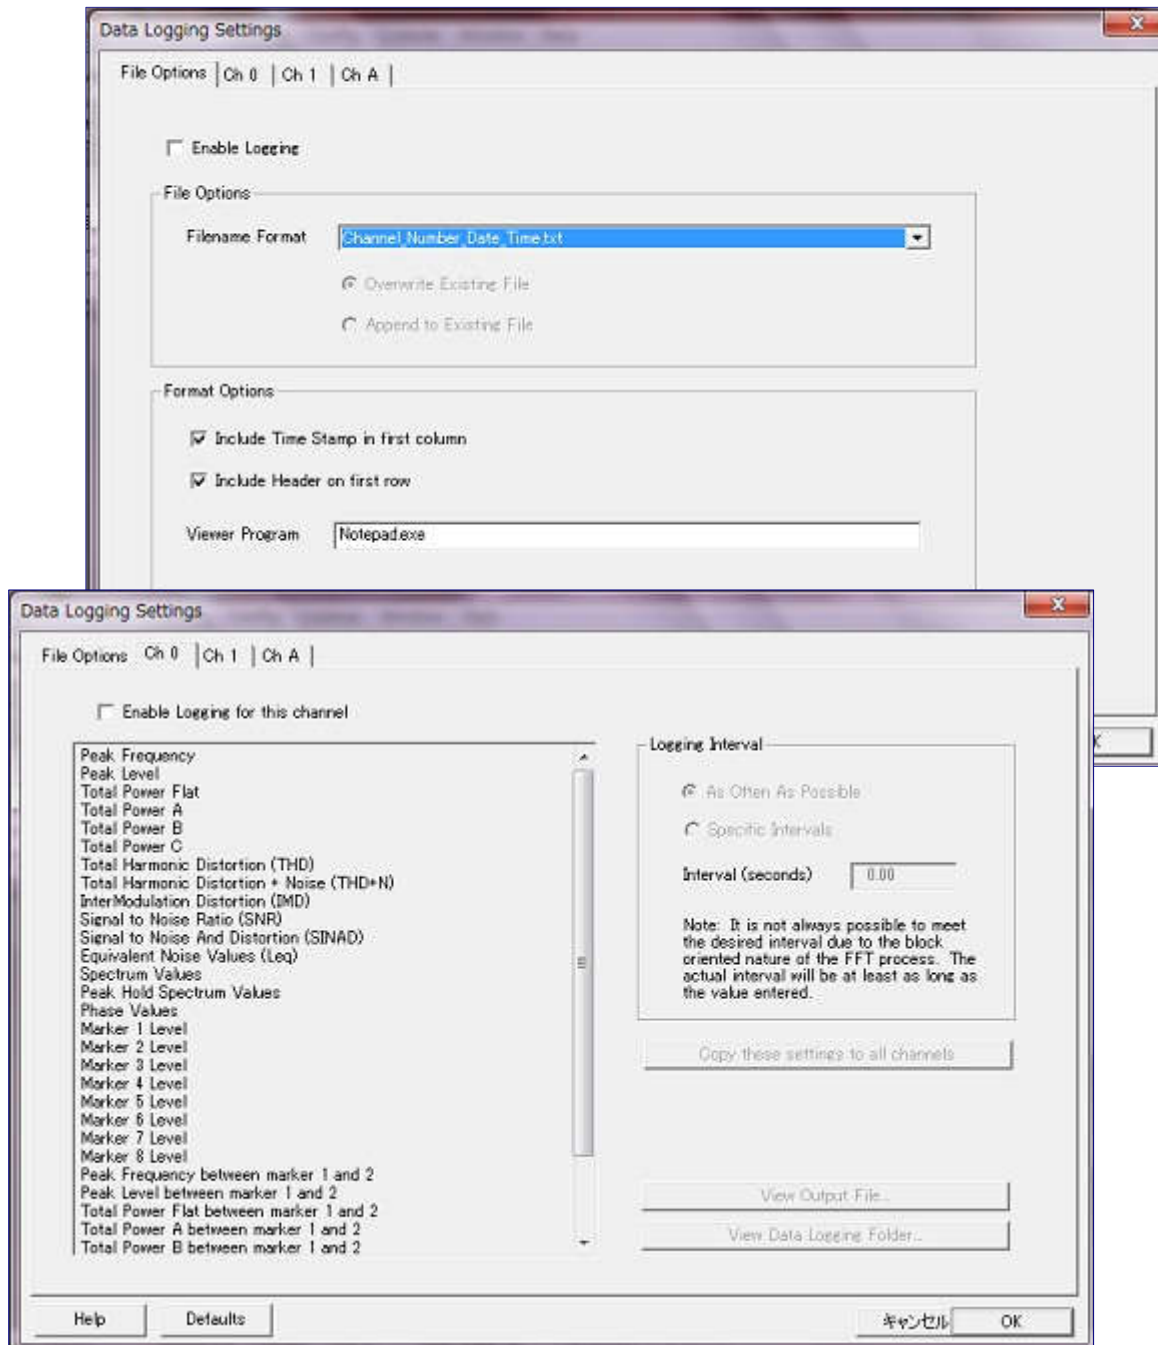 Data Logging Settings
File Options Ch 0 Ch 1 Ch A
Enable Logging
File Options
Filename Format Channel_Number_Date_Time.txt
Overwrite Existing File
Append to Existing File
Format Options
Include Time Stamp in first column
Include Header on first row
Viewer Program Notepad.exe
Data Logging Settings
File Options Ch 0 Ch 1 Ch A
Enable Logging for this channel
Peak Frequency
Peak Level
Total Power Flat
Total Power A
Total Power B
Total Power C
Total Harmonic Distortion (THD)
Total Harmonic Distortion + Noise (THD+N)
InterModulation Distortion (IMD)
Signal to Noise Ratio (SNR)
Signal to Noise And Distortion (SINAD)
Equivalent Noise Values (Leq)
Spectrum Values
Peak Hold Spectrum Values
Phase Values
Marker 1 Level
Marker 2 Level
Marker 3 Level
Marker 4 Level
Marker 5 Level
Marker 6 Level
Marker 7 Level
Marker 8 Level
Peak Frequency between marker 1 and 2
Peak Level between marker 1 and 2
Total Power Flat between marker 1 and 2
Total Power A between marker 1 and 2
Total Power B between marker 1 and 2
Logging Interval
As Often As Possible
Specific Intervals
Interval (seconds) 0.00
Note: It is not always possible to meet
the desired interval due to the block
oriented nature of the FFT process. The
actual interval will be at least as long as
the value entered.
Copy these settings to all channels
View Output File...
View Data Logging Folder...
Help Defaults キャンセル OK